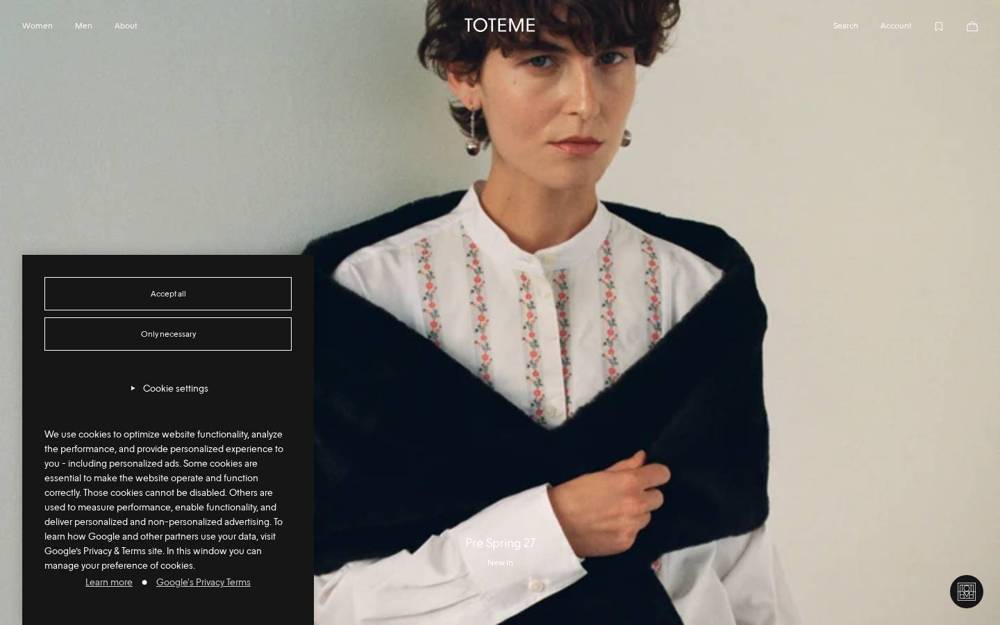 Women Men About TOTEME Search Account
Accept all
Only necessary
Cookie settings
We use cookies to optimize website functionality, analyze
the performance, and provide personalized experience to
you - including personalized ads. Some cookies are
essential to make the website operate and function
correctly. Those cookies cannot be disabled. Others are
used to measure performance, enable functionality, and
deliver personalized and non-personalized advertising. To
learn how Google and other partners use your data, visit
Google's Privacy & Terms site. In this window you can
manage your preference of cookies.
Learn more • Google's Privacy Terms
Pre Spring 27
New in